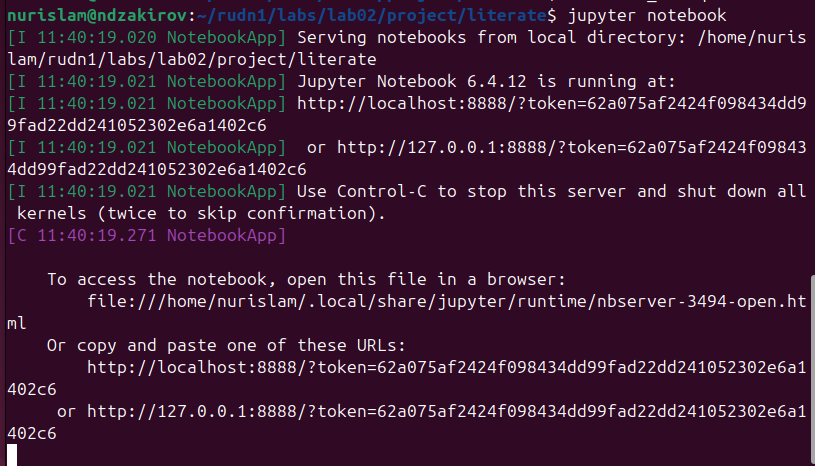 nurislam@ndzakirov:~/rudn1/labs/lab02/project/literate$ jupyter notebook
[I 11:40:19.020 NotebookApp] Serving notebooks from local directory: /home/nuris
lam/rudn1/labs/lab02/project/literate
[I 11:40:19.021 NotebookApp] Jupyter Notebook 6.4.12 is running at:
[I 11:40:19.021 NotebookApp] http://localhost:8888/?token=62a075af2424f098434dd9
9fad22dd241052302e6a1402c6
[I 11:40:19.021 NotebookApp]  or http://127.0.0.1:8888/?token=62a075af2424f09843
4dd99fad22dd241052302e6a1402c6
[I 11:40:19.021 NotebookApp] Use Control-C to stop this server and shut down all
 kernels (twice to skip confirmation).
[C 11:40:19.271 NotebookApp]
    To access the notebook, open this file in a browser:
        file:///home/nurislam/.local/share/jupyter/runtime/nbserver-3494-open.ht
ml
    Or copy and paste one of these URLs:
        http://localhost:8888/?token=62a075af2424f098434dd99fad22dd241052302e6a1
402c6
     or http://127.0.0.1:8888/?token=62a075af2424f098434dd99fad22dd241052302e6a1
402c6